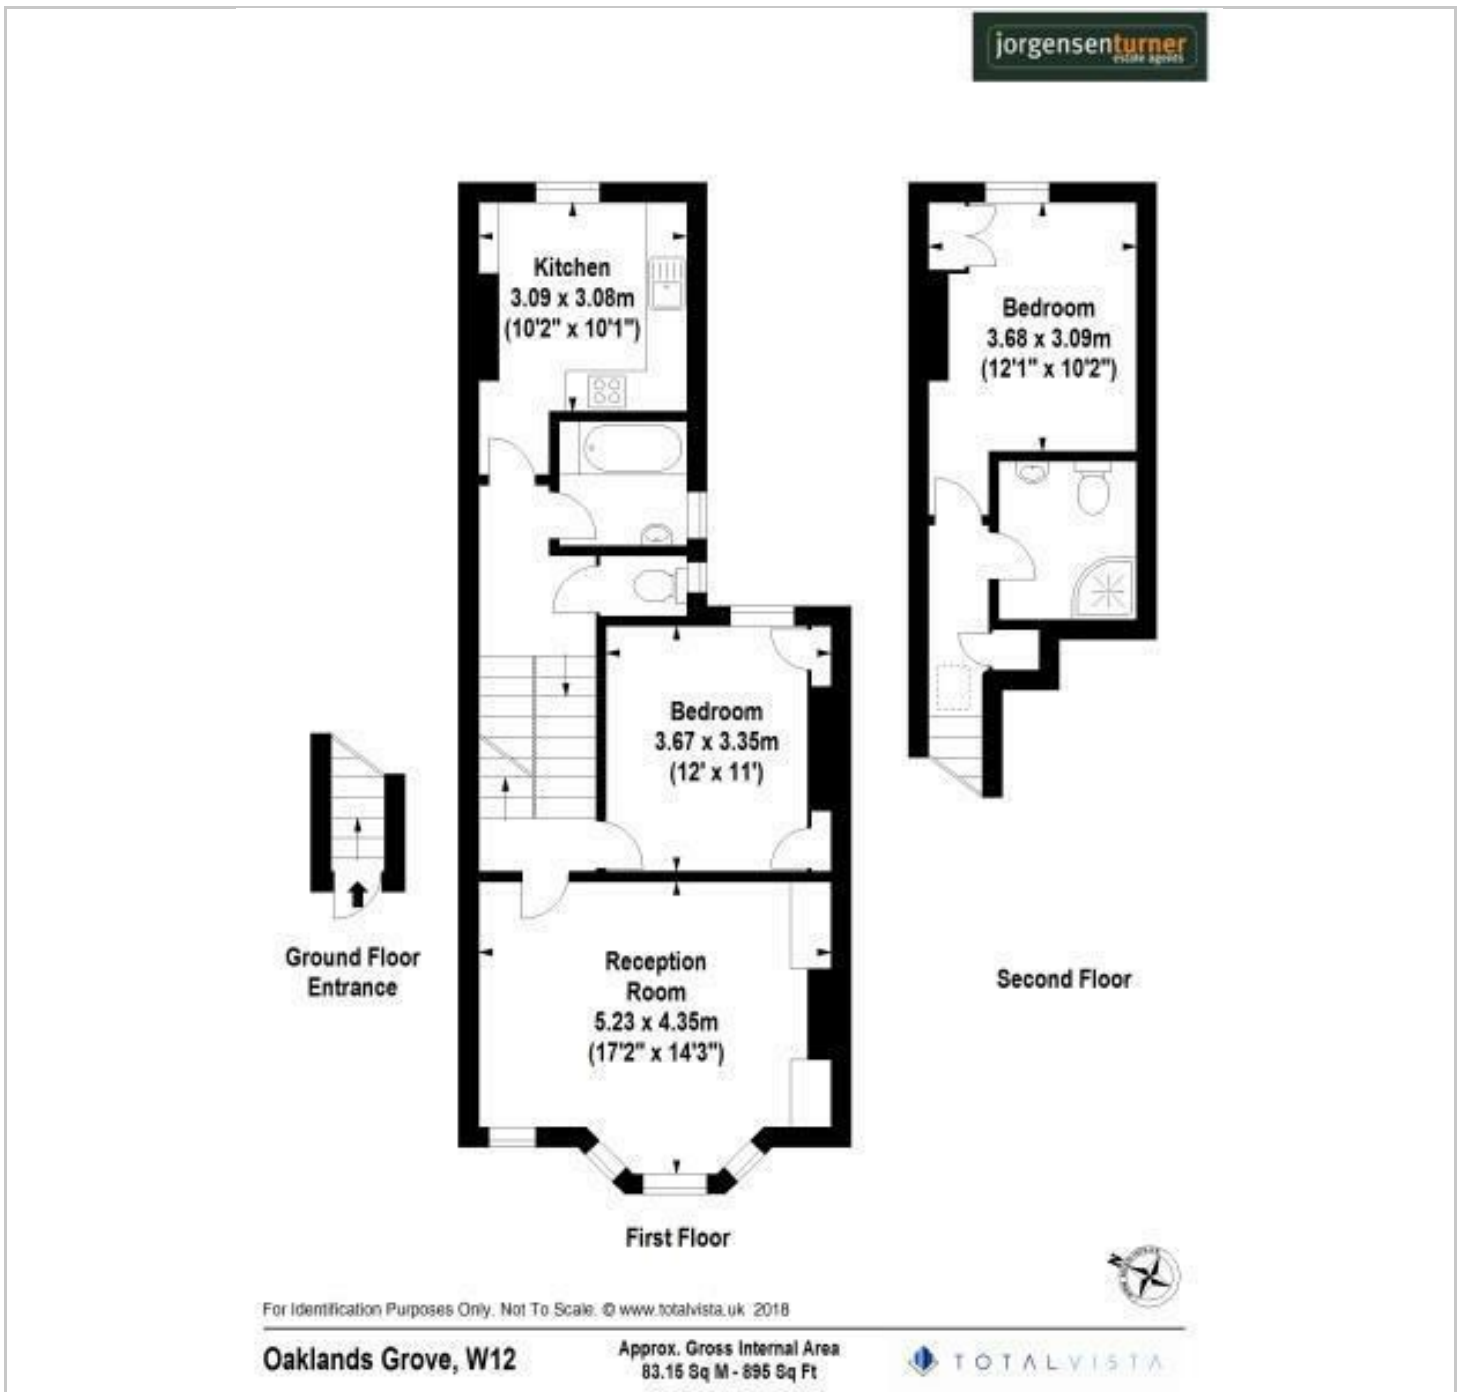 jorgensenturner
estate agents
Kitchen
3.09 x 3.08m
(10'2" x 10'1")
Bedroom
3.68 x 3.09m
(12'1" x 10'2")
Bedroom
3.67 x 3.35m
(12' x 11')
Ground Floor
Entrance
Reception
Room
5.23 x 4.35m
(17'2" x 14'3")
Second Floor
First Floor
N
For Identification Purposes Only. Not To Scale. © www.totalvista.uk 2018
Oaklands Grove, W12
Approx. Gross Internal Area
83.15 Sq M - 895 Sq Ft
TOTALVISTA